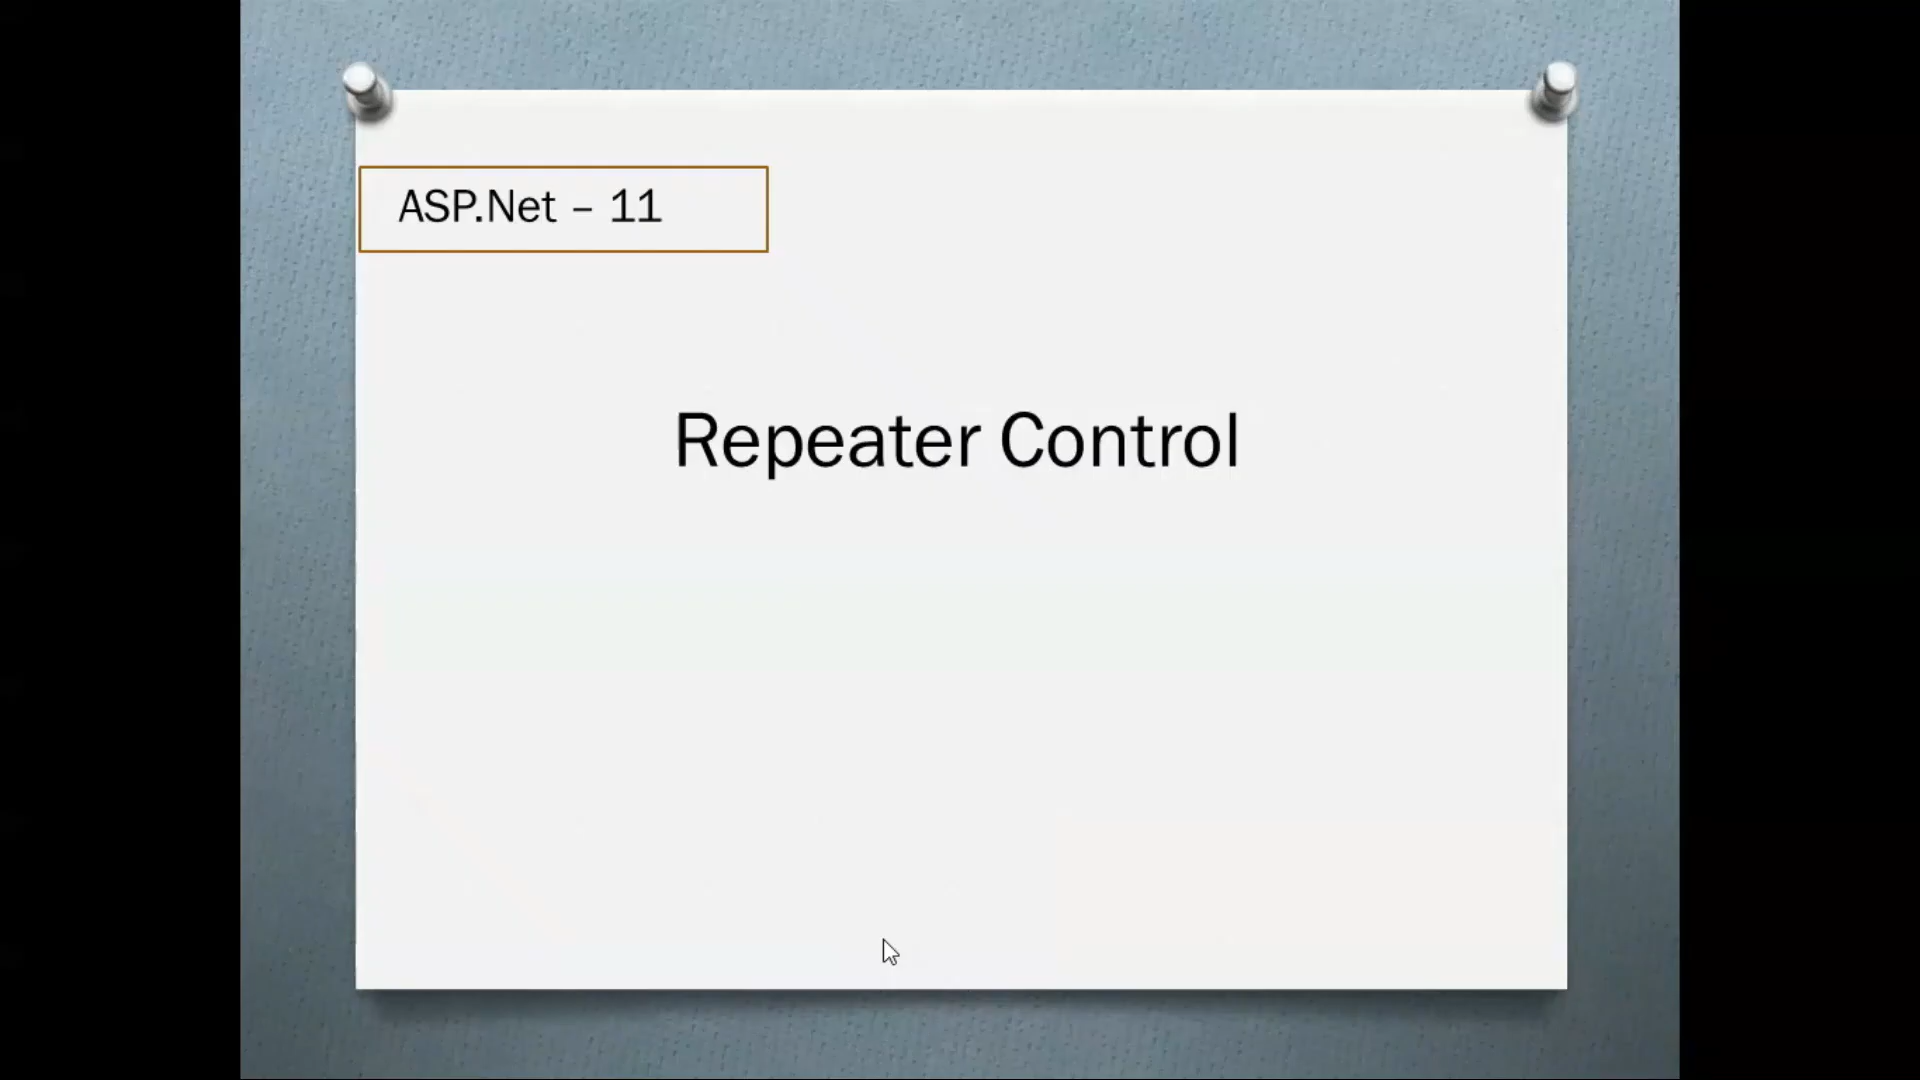 ASP.Net – 11
Repeater Control